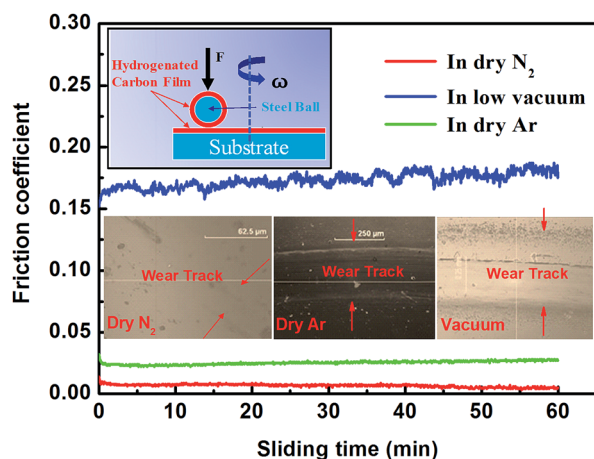 0.30
0.25
0.20
0.15
0.10
0.05
0.00
Friction coefficient
F
ω
Hydrogenated
Carbon Film
Steel Ball
Substrate
In dry N2
In low vacuum
In dry Ar
62.5 µm
Wear Track
Dry N2
250 µm
Wear Track
Dry Ar
Wear Track
Vacuum
0 10 20 30 40 50 60
Sliding time (min)